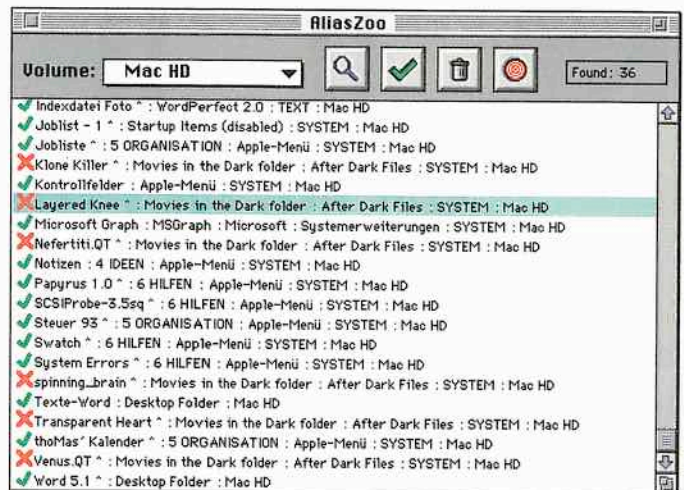 AliasZoo
Volume: Mac HD
Found: 36
Indexdatei Foto ^ : WordPerfect 2.0 : TEXT : Mac HD
Joblist - 1 ^ : Startup Items (disabled) : SYSTEM : Mac HD
Jobliste ^ : 5 ORGANISATION : Apple-Menü : SYSTEM : Mac HD
Klone Killer ^ : Movies in the Dark folder : After Dark Files : SYSTEM : Mac HD
Kontrollfelder : Apple-Menü : SYSTEM : Mac HD
Layered Knee ^ : Movies in the Dark folder : After Dark Files : SYSTEM : Mac HD
Microsoft Graph : MSGraph : Microsoft : Systemerweiterungen : SYSTEM : Mac HD
Nefertiti.QT ^ : Movies in the Dark folder : After Dark Files : SYSTEM : Mac HD
Notizen : 4 IDEEN : Apple-Menü : SYSTEM : Mac HD
Papyrus 1.0 ^ : 6 HILFEN : Apple-Menü : SYSTEM : Mac HD
SCSIProbe-3.5sq ^ : 6 HILFEN : Apple-Menü : SYSTEM : Mac HD
Steuer 93 ^ : 5 ORGANISATION : Apple-Menü : SYSTEM : Mac HD
Swatch ^ : 6 HILFEN : Apple-Menü : SYSTEM : Mac HD
System Errors ^ : 6 HILFEN : Apple-Menü : SYSTEM : Mac HD
spinning_brain ^ : Movies in the Dark folder : After Dark Files : SYSTEM : Mac HD
Texte-Word : Desktop Folder : Mac HD
Transparent Heart ^ : Movies in the Dark folder : After Dark Files : SYSTEM : Mac HD
thoMas' Kalender ^ : 5 ORGANISATION : Apple-Menü : SYSTEM : Mac HD
Venus.QT ^ : Movies in the Dark folder : After Dark Files : SYSTEM : Mac HD
Word 5.1 ^ : Desktop Folder : Mac HD